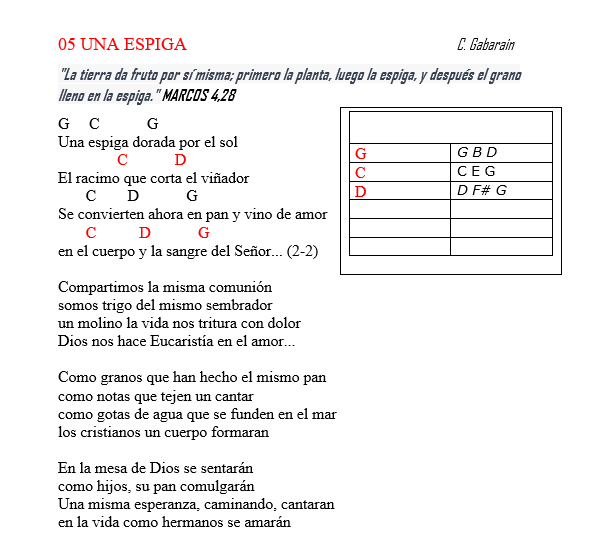 05 UNA ESPIGA C. Gabarain
"La tierra da fruto por sí misma; primero la planta, luego la espiga, y después el grano
lleno en la espiga." MARCOS 4,28
G C G
Una espiga dorada por el sol
C D
El racimo que corta el viñador
C D G
Se convierten ahora en pan y vino de amor
C D G
en el cuerpo y la sangre del Señor... (2-2)
G G B D
C C E G
D D F# G
Compartimos la misma comunión
somos trigo del mismo sembrador
un molino la vida nos tritura con dolor
Dios nos hace Eucaristía en el amor...
Como granos que han hecho el mismo pan
como notas que tejen un cantar
como gotas de agua que se funden en el mar
los cristianos un cuerpo formaran
En la mesa de Dios se sentarán
como hijos, su pan comulgarán
Una misma esperanza, caminando, cantaran
en la vida como hermanos se amarán